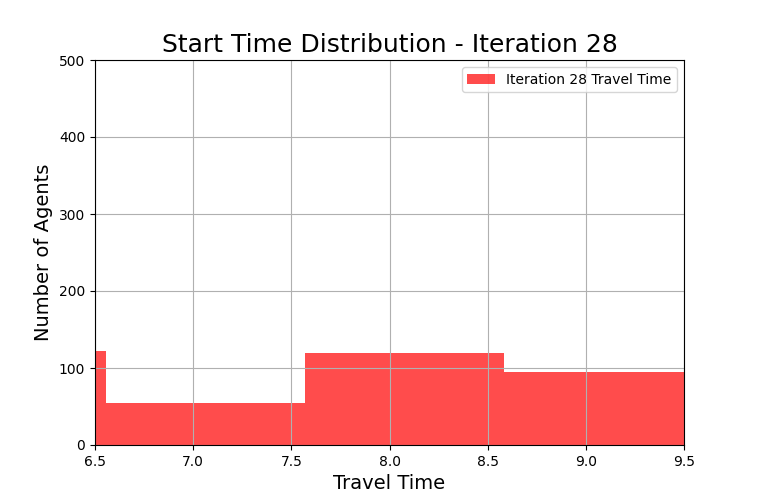 Start Time Distribution - Iteration 28
Iteration 28 Travel Time
Number of Agents
500
400
300
200
100
0
6.5 7.0 7.5 8.0 8.5 9.0 9.5
Travel Time